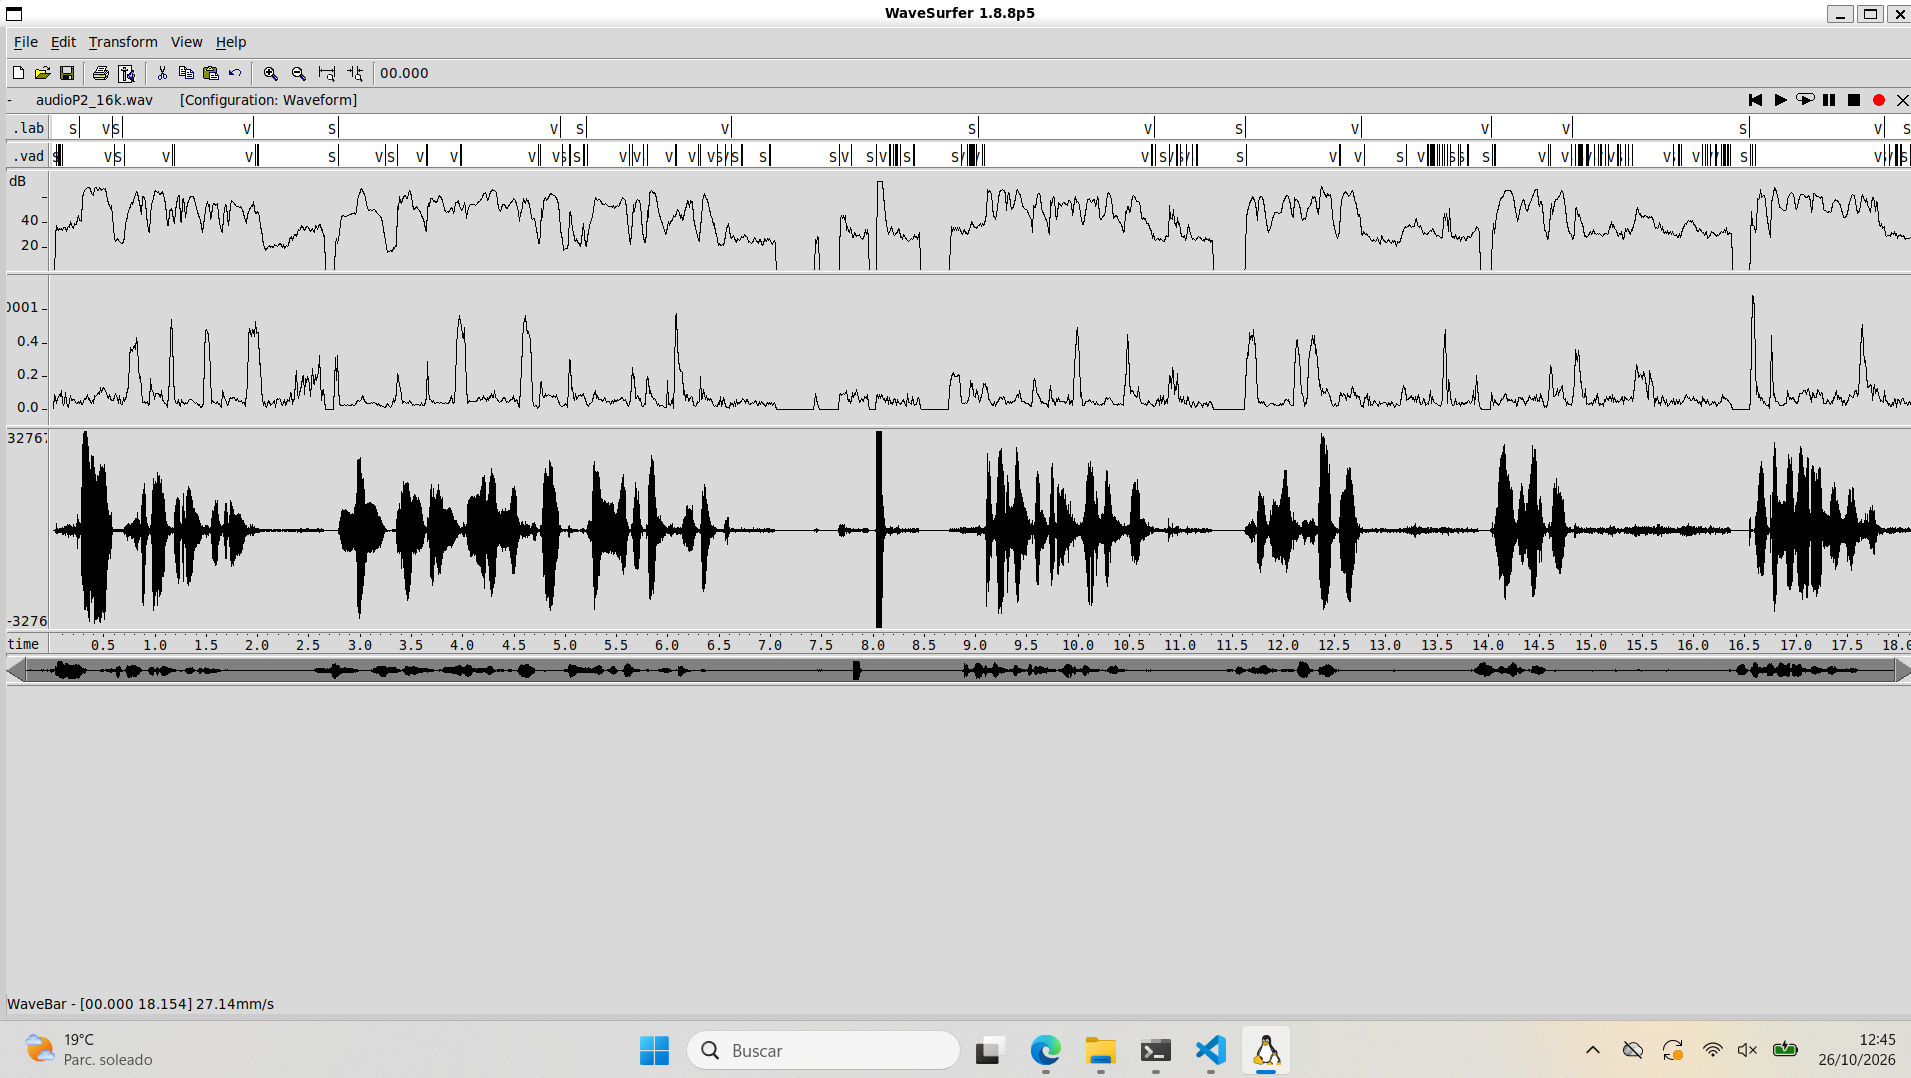 WaveSurfer 1.8.8p5
File Edit Transform View Help
00.000
- audioP2_16k.wav [Configuration: Waveform]
.lab S V S V S V S V S V S V V V S V S
.vad
dB
40
20
0001
0.4
0.2
0.0
32767
-3276
time 0.5 1.0 1.5 2.0 2.5 3.0 3.5 4.0 4.5 5.0 5.5 6.0 6.5 7.0 7.5 8.0 8.5 9.0 9.5 10.0 10.5 11.0 11.5 12.0 12.5 13.0 13.5 14.0 14.5 15.0 15.5 16.0 16.5 17.0 17.5 18.0
WaveBar - [00.000 18.154] 27.14mm/s
19°C
Parc. soleado
Buscar
12:45
26/10/2026